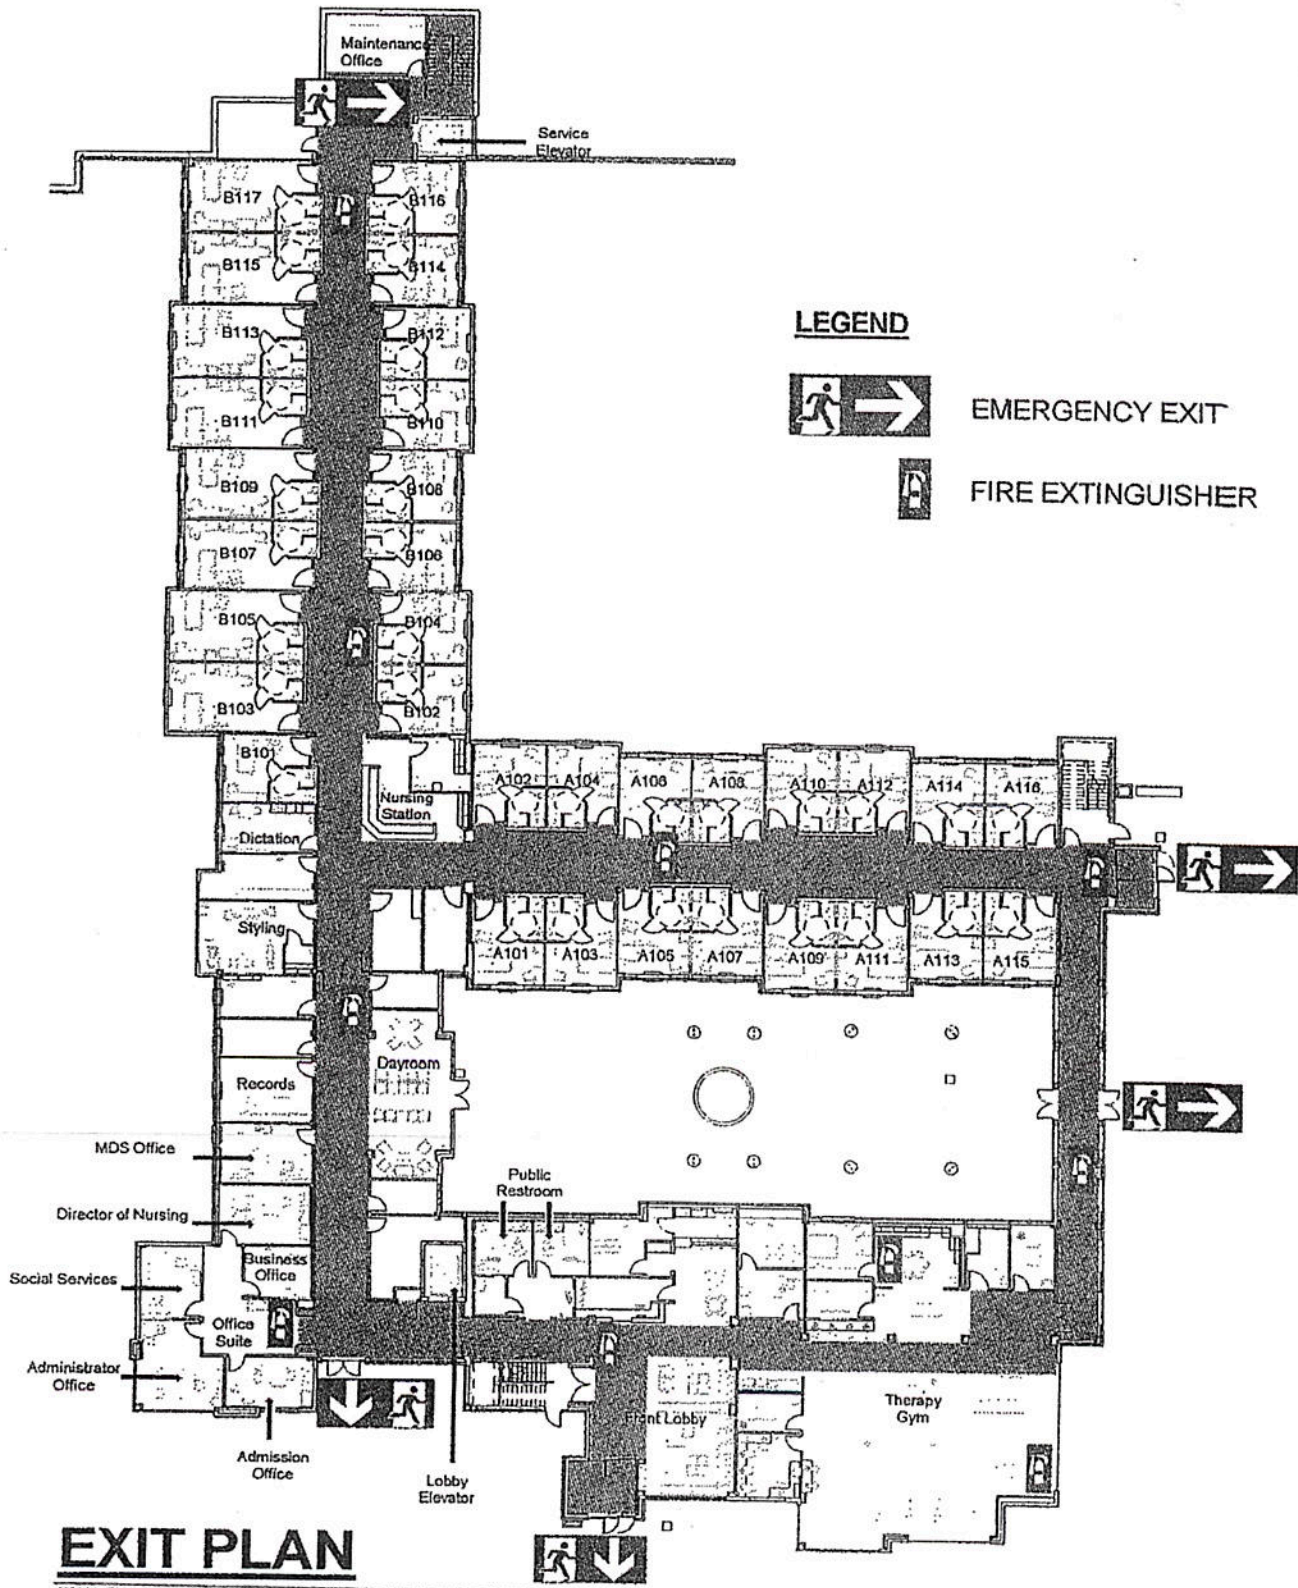 Maintenance
Office
Service
Elevator
B117
B116
B115
B114
B113
B112
B111
B110
B109
B108
B107
B106
B105
B104
B103
B102
B101
LEGEND
EMERGENCY EXIT
FIRE EXTINGUISHER
Nursing
Station
Dictation
Styling
A102
A104
A106
A108
A110
A112
A114
A116
A101
A103
A105
A107
A109
A111
A113
A115
Dayroom
Records
MDS Office
Director of Nursing
Public
Restroom
Business
Office
Social Services
Office
Suite
Administrator
Office
Admission
Office
Lobby
Elevator
Front Lobby
Therapy
Gym
EXIT PLAN